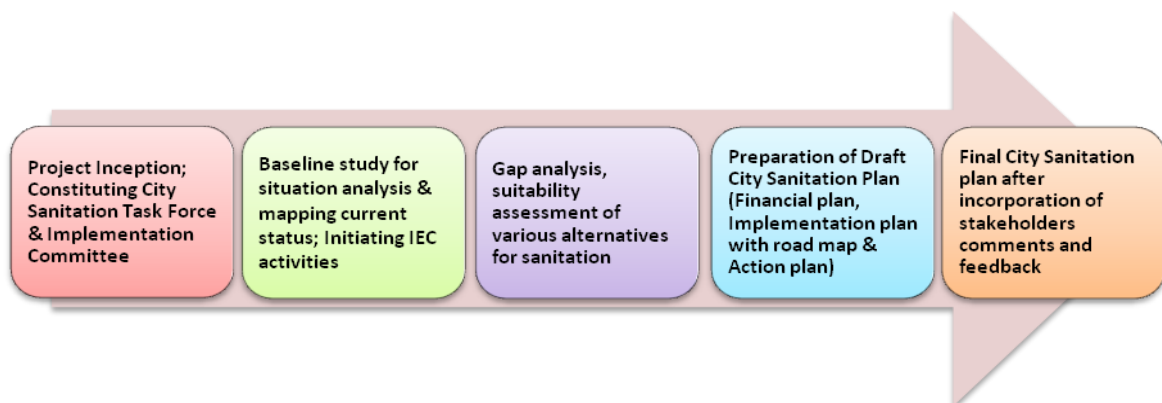 Project Inception;
Constituting City
Sanitation Task Force
& Implementation
Committee
Baseline study for
situation analysis &
mapping current
status; Initiating IEC
activities
Gap analysis,
suitability
assessment of
various alternatives
for sanitation
Preparation of Draft
City Sanitation Plan
(Financial plan,
Implementation plan
with road map &
Action plan)
Final City Sanitation
plan after
incorporation of
stakeholders
comments and
feedback